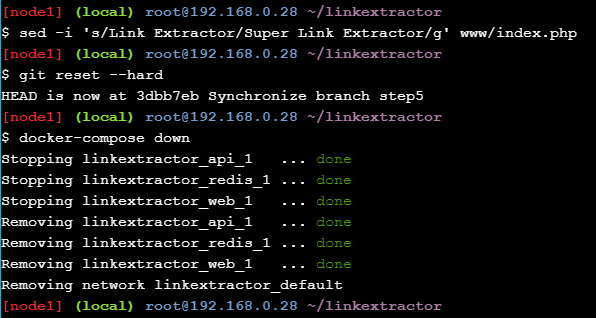 [node1] (local) root@192.168.0.28 ~/linkextractor
$ sed -i 's/Link Extractor/Super Link Extractor/g' www/index.php
[node1] (local) root@192.168.0.28 ~/linkextractor
$ git reset --hard
HEAD is now at 3dbb7eb Synchronize branch step5
[node1] (local) root@192.168.0.28 ~/linkextractor
$ docker-compose down
Stopping linkextractor_api_1   ... done
Stopping linkextractor_redis_1 ... done
Stopping linkextractor_web_1   ... done
Removing linkextractor_api_1   ... done
Removing linkextractor_redis_1 ... done
Removing linkextractor_web_1   ... done
Removing network linkextractor_default
[node1] (local) root@192.168.0.28 ~/linkextractor